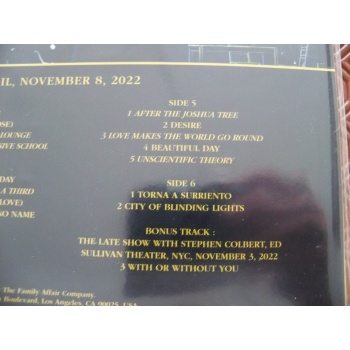 IL, NOVEMBER 8, 2022
OSE)
LOUNGE
SIVE SCHOOL
DAY
A THIRD
LOVE)
NO NAME
SIDE 5
1 AFTER THE JOSHUA TREE
2 DESIRE
3 LOVE MAKES THE WORLD GO ROUND
4 BEAUTIFUL DAY
5 UNSCIENTIFIC THEORY
SIDE 6
1 TORNA A SURRIENTO
2 CITY OF BLINDING LIGHTS
BONUS TRACK :
THE LATE SHOW WITH STEPHEN COLBERT, ED
SULLIVAN THEATER, NYC, NOVEMBER 3, 2022
3 WITH OR WITHOUT YOU
The Family Affair Company.
Boulevard, Los Angeles, CA 90025, USA